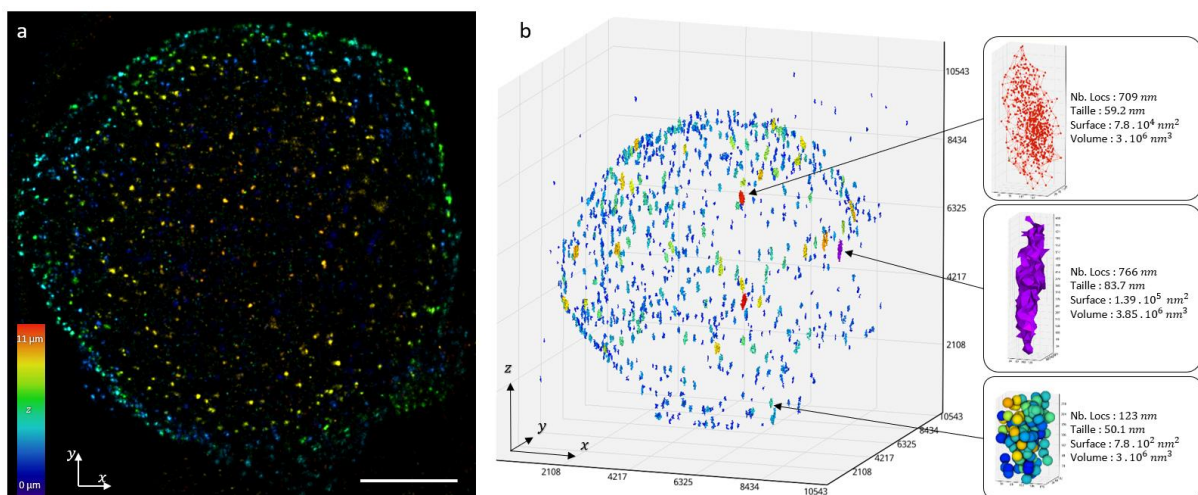 a
11 µm
z
0 µm
y
x
b
10543
8434
6325
4217
2108
10543
8434
6325
4217
2108
z
y
x
2108
4217
6325
8434
10543
Nb. Locs : 709 nm
Taille : 59.2 nm
Surface : 7.8 . 10⁴ nm²
Volume : 3 . 10⁶ nm³
Nb. Locs : 766 nm
Taille : 83.7 nm
Surface : 1.39 . 10⁵ nm²
Volume : 3.85 . 10⁶ nm³
Nb. Locs : 123 nm
Taille : 50.1 nm
Surface : 7.8 . 10² nm²
Volume : 3 . 10⁶ nm³